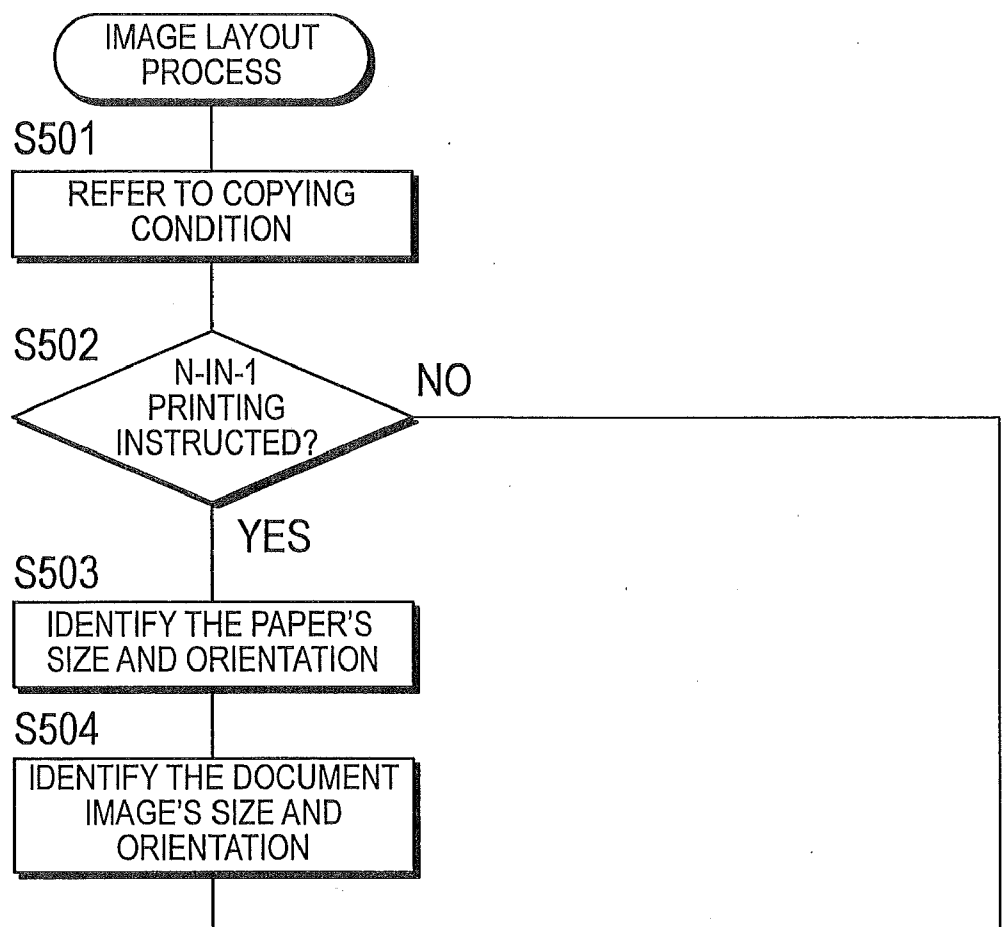 IMAGE LAYOUT
PROCESS
S501
REFER TO COPYING
CONDITION
S502
N-IN-1
PRINTING
INSTRUCTED?
NO
YES
S503
IDENTIFY THE PAPER'S
SIZE AND ORIENTATION
S504
IDENTIFY THE DOCUMENT
IMAGE'S SIZE AND
ORIENTATION